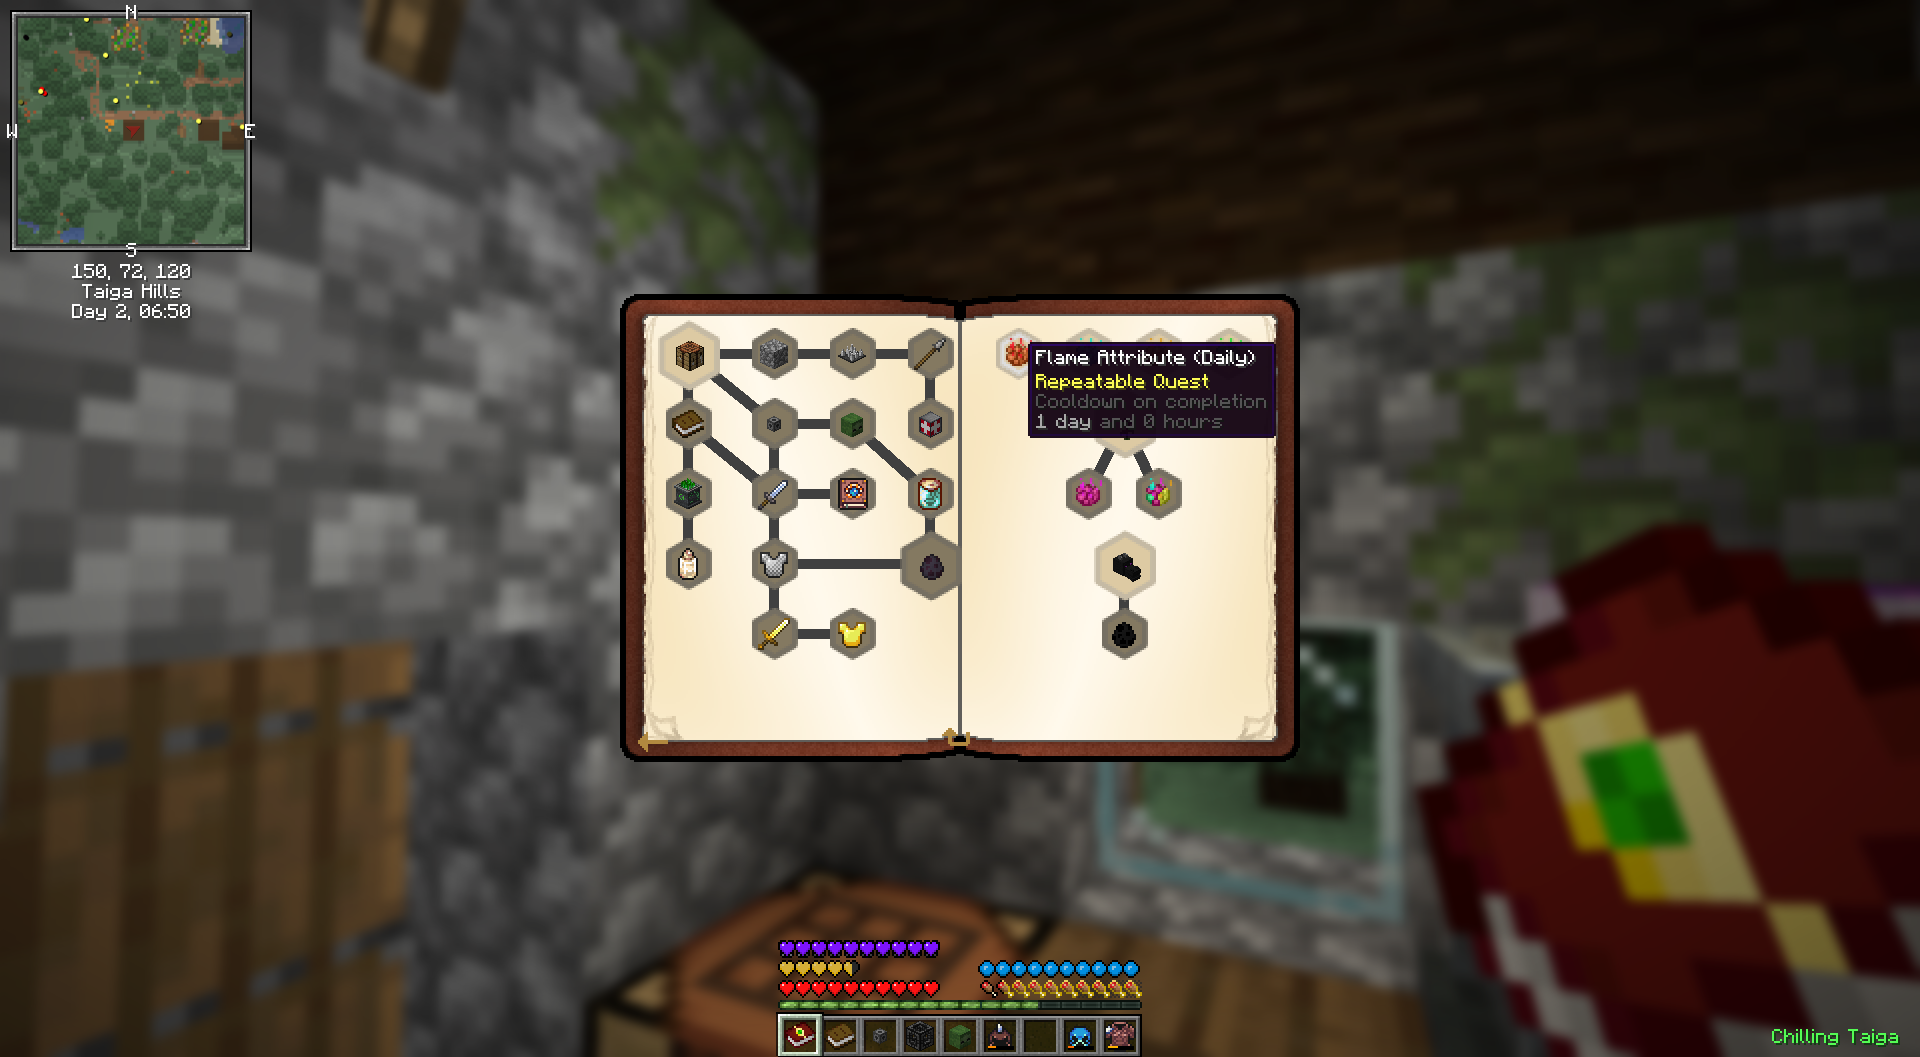 N
W
E
S
150, 72, 120
Taiga Hills
Day 2, 06:50
Flame Attribute (Daily)
Repeatable Quest
Cooldown on completion
1 day and 0 hours
Chilling Taiga